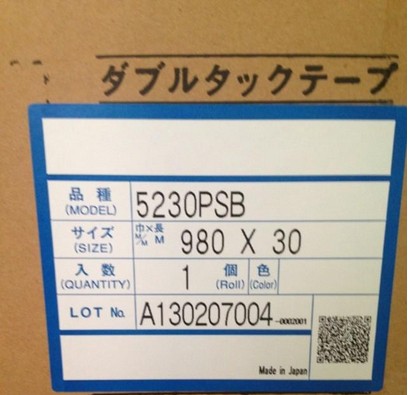 ダブルタックテープ
品種 (MODEL) 5230PSB
サイズ (SIZE) 巾×長 M/M M 980 X 30
入数 (QUANTITY) 1 個 (Roll) 色 (Color)
LOT No. A130207004-0002001
Made in Japan